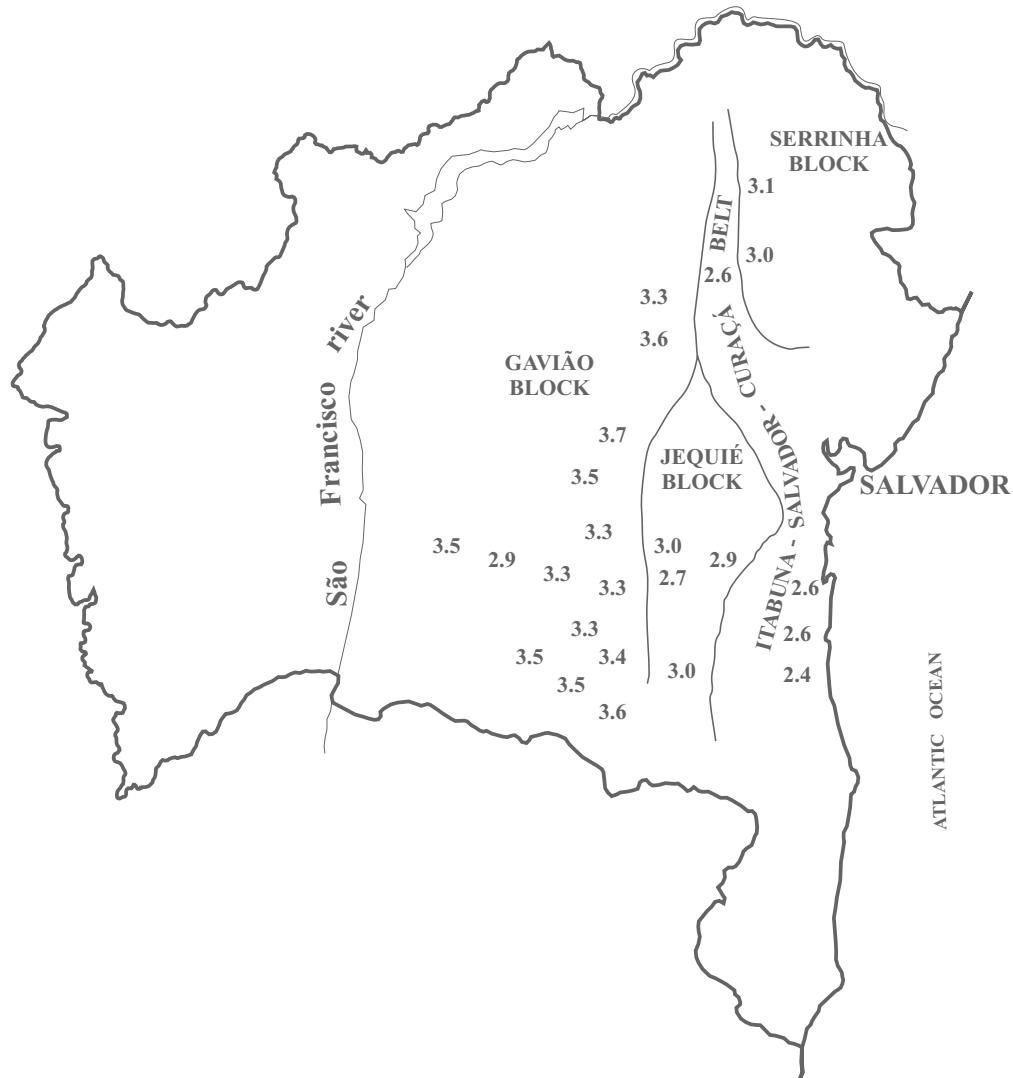 SERRINHA
BLOCK
3.1
BELT
3.0
2.6
3.3
river
3.6
CURAÇÁ
GAVIÃO
BLOCK
Francisco
-
3.7
JEQUIÉ
BLOCK
SALVADOR
3.5
SALVADOR
3.3
-
3.5
2.9
3.0
2.9
3.3
2.7
São
3.3
2.6
ITABUNA
3.3
2.6
3.5
3.4
3.0
2.4
3.5
3.6
ATLANTIC OCEAN